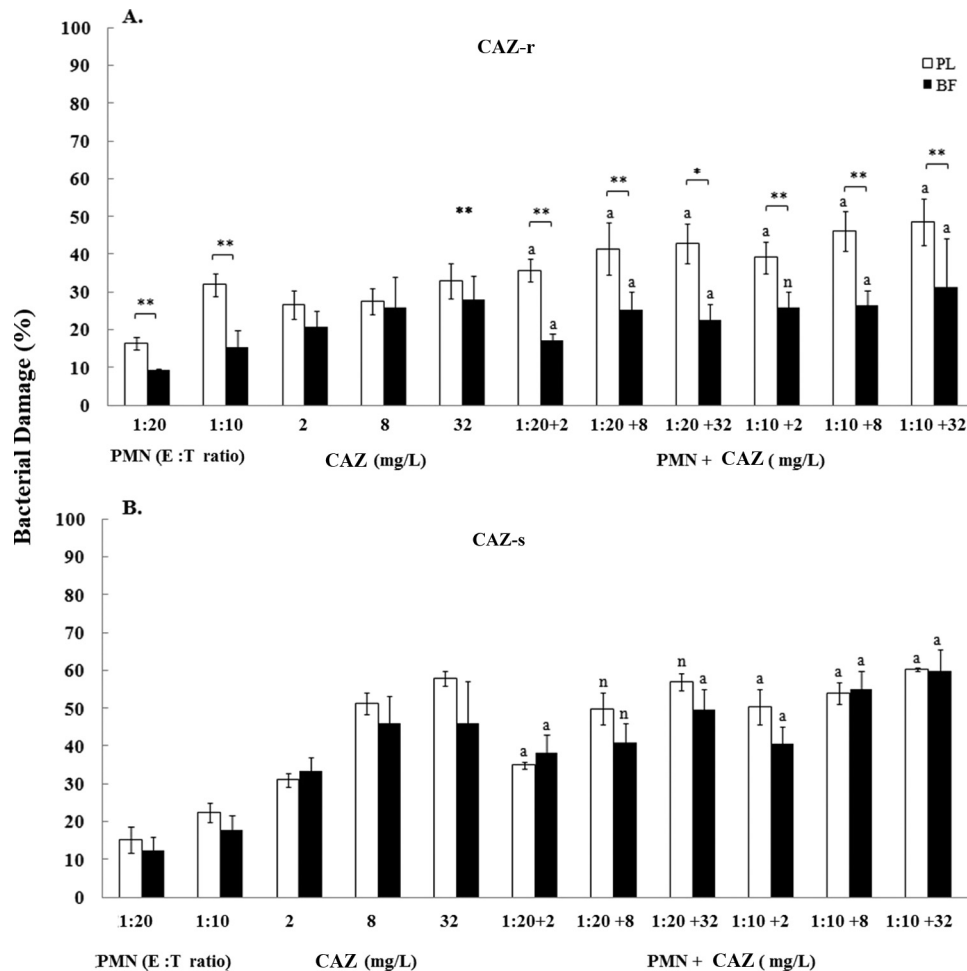 A.
CAZ-r
PL
BF
Bacterial Damage (%)
100
90
80
70
60
50
40
30
20
10
0
**
**
**
**
**
*
**
**
**
a
a
a
a
a
a
a
a
a
n
a
a
1:20 1:10 2 8 32 1:20+2 1:20 +8 1:20 +32 1:10 +2 1:10 +8 1:10 +32
PMN (E :T ratio) CAZ (mg/L) PMN + CAZ ( mg/L)
B.
CAZ-s
100
90
80
70
60
50
40
30
20
10
0
a
a
n
n
n
a
a
a
a
a
a
a
1:20 1:10 2 8 32 1:20+2 1:20 +8 1:20 +32 1:10 +2 1:10 +8 1:10 +32
PMN (E :T ratio) CAZ (mg/L) PMN + CAZ ( mg/L)